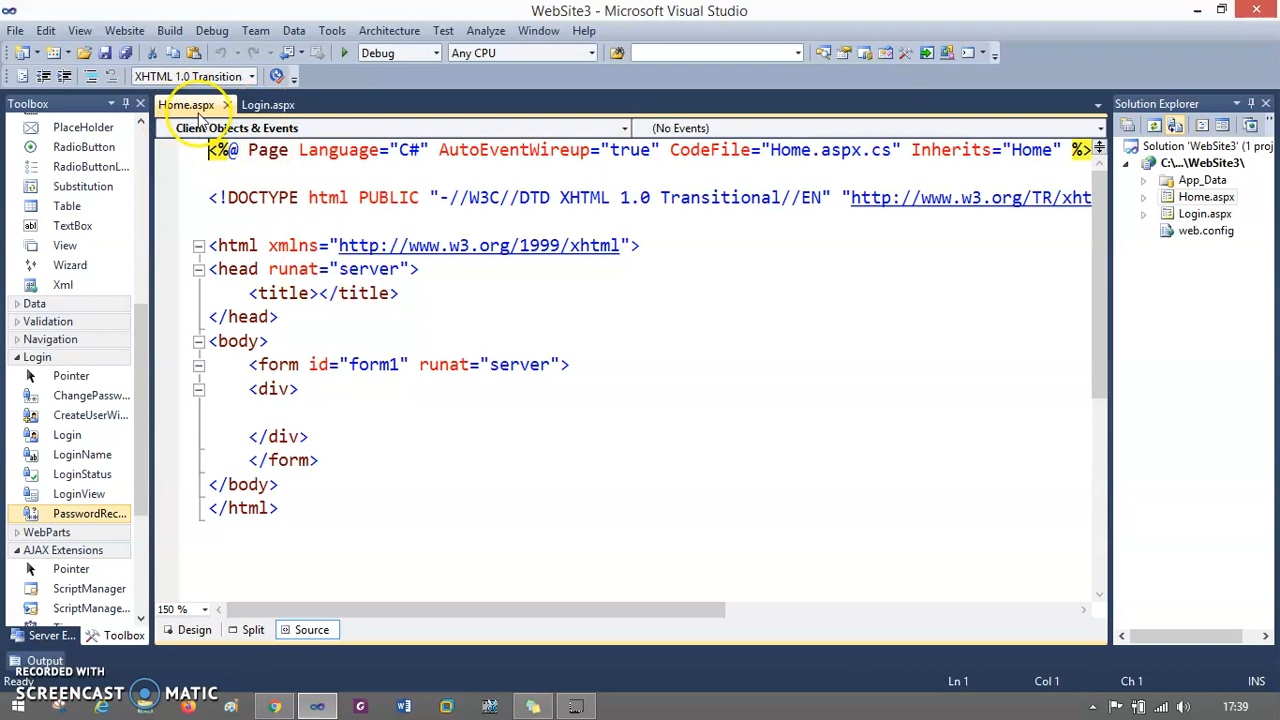 WebSite3 - Microsoft Visual Studio
File Edit View Website Build Debug Team Data Tools Architecture Test Analyze Window Help
Debug Any CPU
XHTML 1.0 Transition
Toolbox
PlaceHolder
RadioButton
RadioButtonL...
Substitution
Table
TextBox
View
Wizard
Xml
Data
Validation
Navigation
Login
Pointer
ChangePassw...
CreateUserWi...
Login
LoginName
LoginStatus
LoginView
PasswordRec...
WebParts
AJAX Extensions
Pointer
ScriptManager
ScriptManage...
Server E... Toolbox
Home.aspx Login.aspx
Client Objects & Events (No Events)
<%@ Page Language="C#" AutoEventWireup="true" CodeFile="Home.aspx.cs" Inherits="Home" %>
<!DOCTYPE html PUBLIC "-//W3C//DTD XHTML 1.0 Transitional//EN" "http://www.w3.org/TR/xht
<html xmlns="http://www.w3.org/1999/xhtml">
<head runat="server">
<title></title>
</head>
<body>
<form id="form1" runat="server">
<div>
</div>
</form>
</body>
</html>
150 %
Design Split Source
Solution Explorer
Solution 'WebSite3' (
C:\...\WebSite3\
App_Data
Home.aspx
Login.aspx
web.config
Output
Ready Ln 1 Col 1 Ch 1 INS
RECORDED WITH
SCREENCAST MATIC
17:39